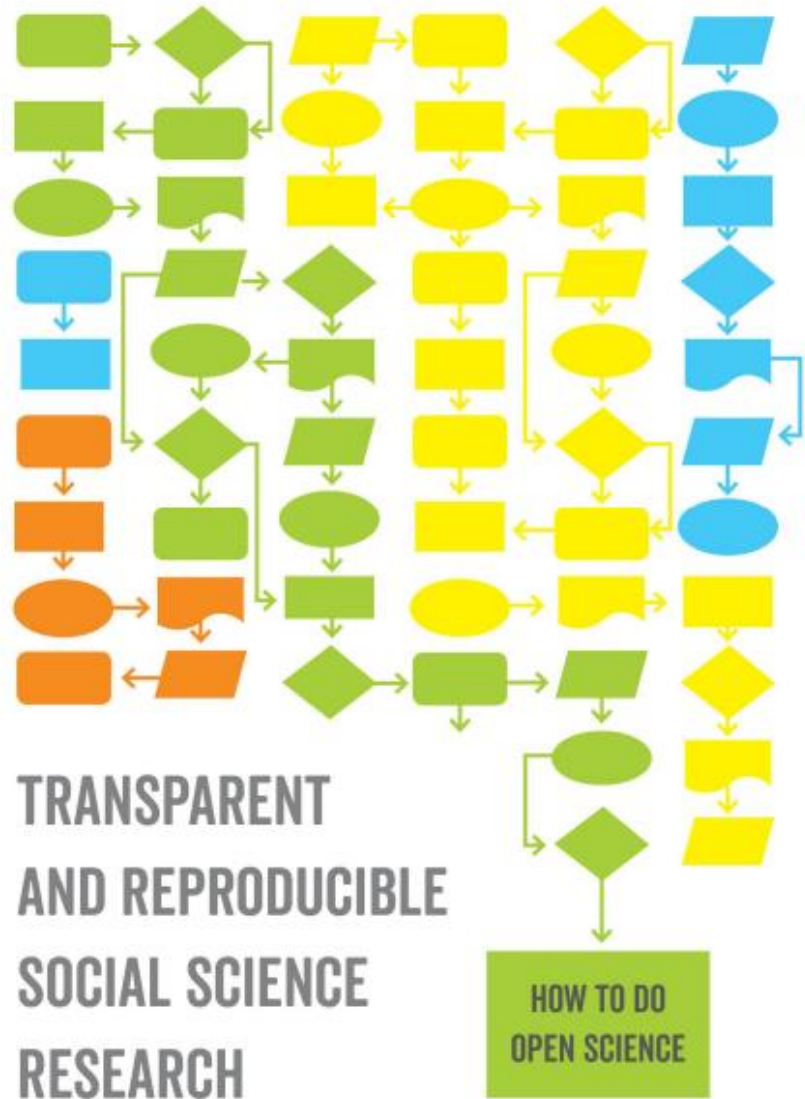 TRANSPARENT
AND REPRODUCIBLE
SOCIAL SCIENCE
RESEARCH
HOW TO DO
OPEN SCIENCE